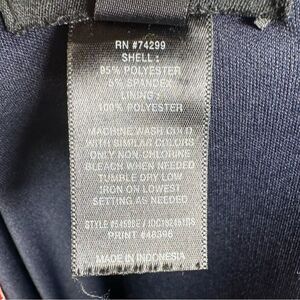 RN #74299
SHELL:
95% POLYESTER
5% SPANDEX
LINING:
100% POLYESTER
MACHINE WASH COLD
WITH SIMILAR COLORS
ONLY NON-CHLORINE
BLEACH WHEN NEEDED
TUMBLE DRY LOW
IRON ON LOWEST
SETTING AS NEEDED
STYLE
PRINT
MADE IN INDONESIA